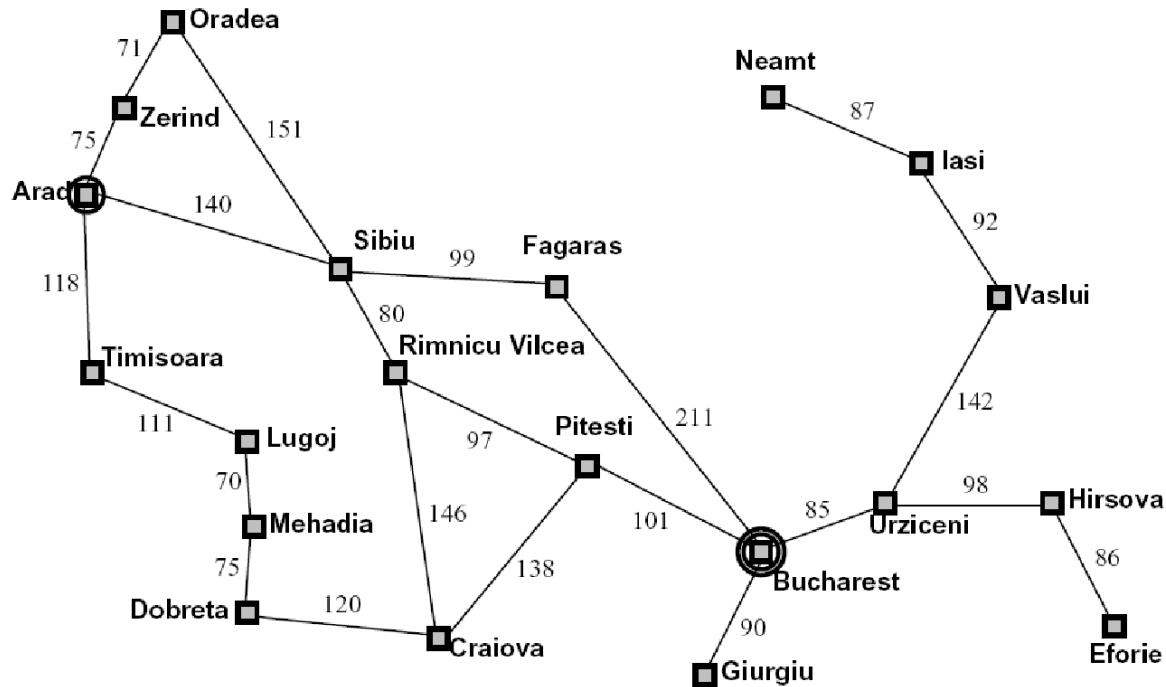 Oradea
71
Neamt
Zerind
87
75
151
Iasi
Arad
140
92
Sibiu
Fagaras
99
118
Vaslui
80
Timisoara
Rimnicu Vilcea
142
111
211
Pitesti
Lugoj
97
70
98
Hirsova
146
101
85
Urziceni
Mehadia
138
86
75
Bucharest
Dobreta
120
90
Craiova
Giurgiu
Eforie